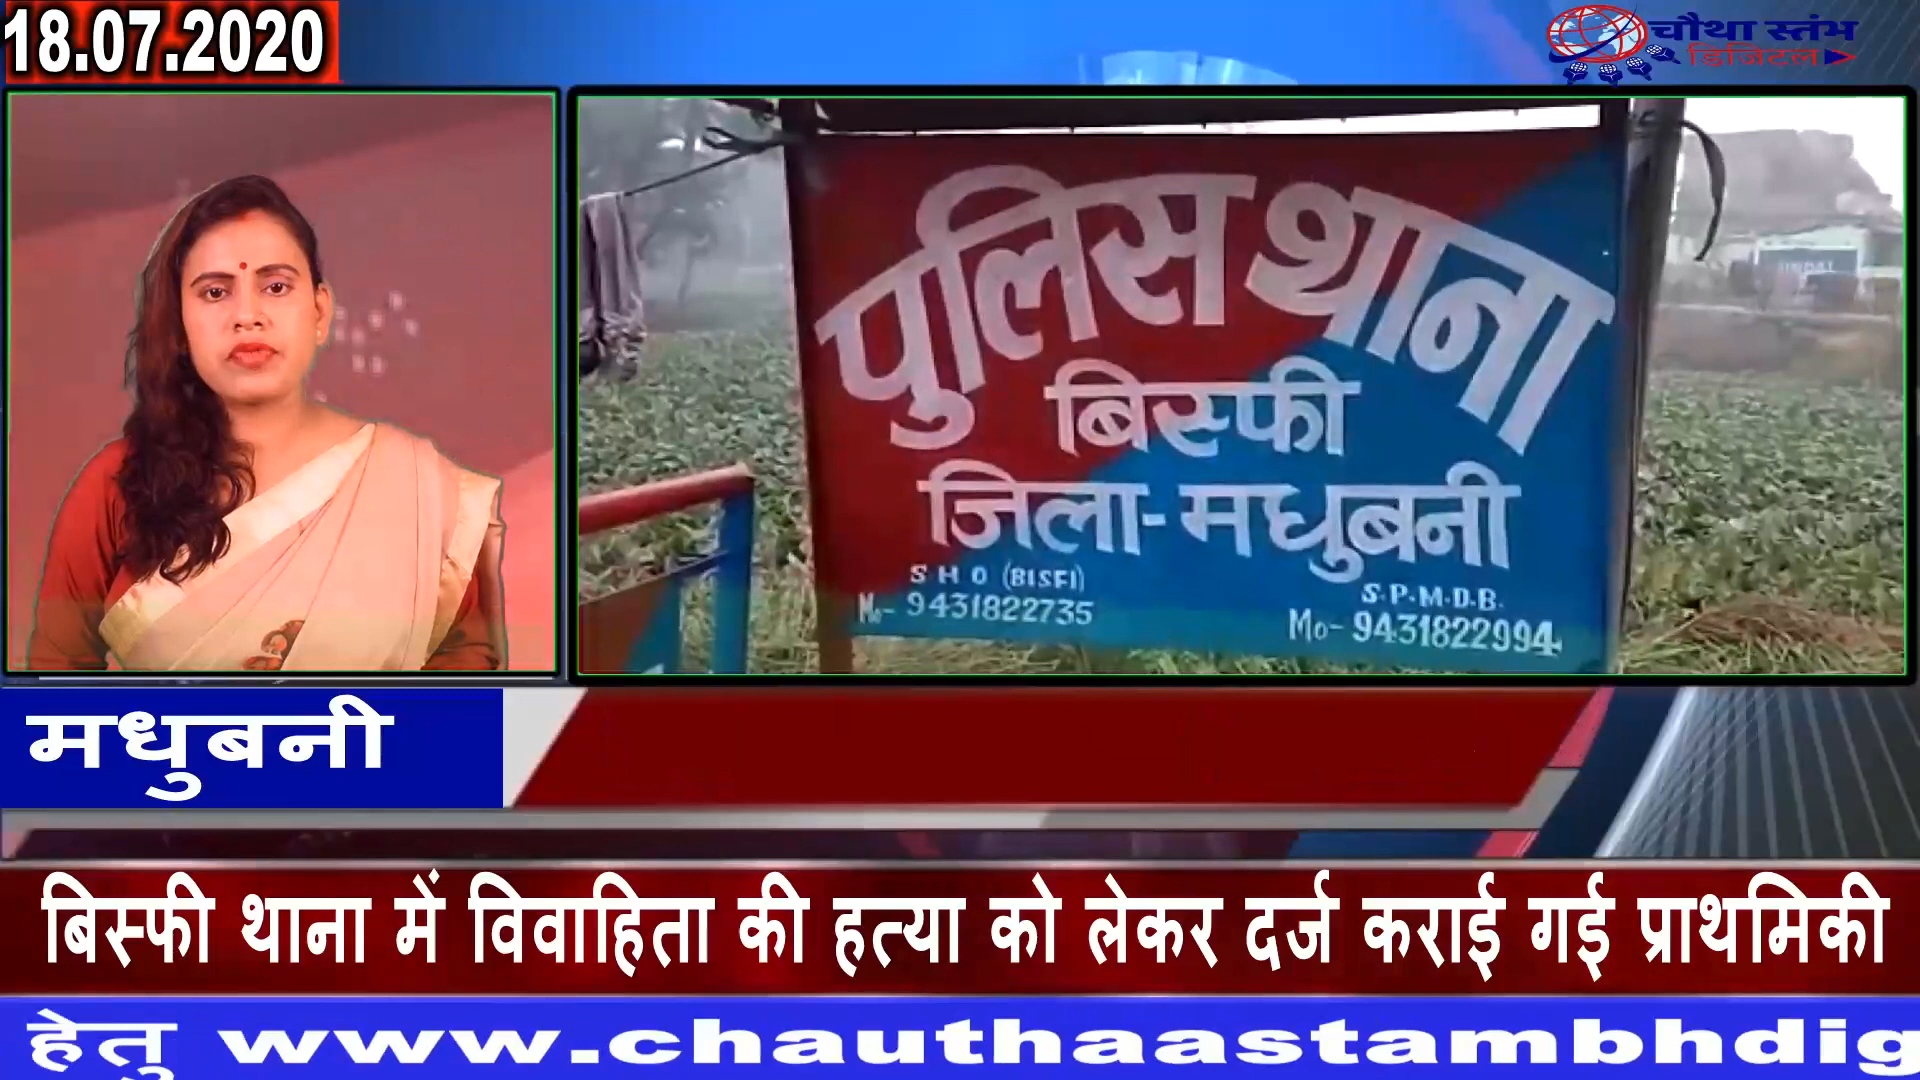 18.07.2020
चौथा स्तंभ
डिजिटल
पुलिस थाना
बिस्फी
जिला-मधुबनी
S H O (BISFI)
Mo- 9431822735
S.P.M.D.B.
Mo- 9431822994
मधुबनी
बिस्फी थाना में विवाहिता की हत्या को लेकर दर्ज कराई गई प्राथमिकी
हेतु www.chauthaastambhdig